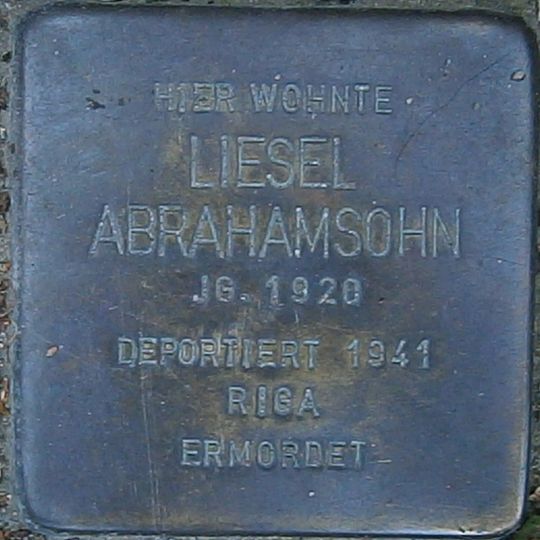 HIER WOHNTE
LIESEL
ABRAHAMSOHN
JG. 1920
DEPORTIERT 1941
RIGA
ERMORDET